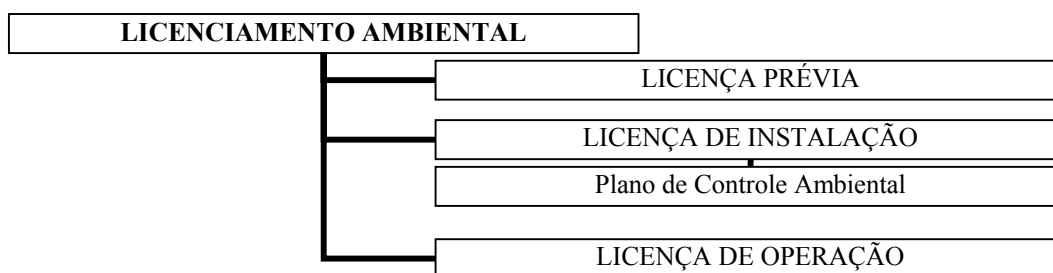 LICENCIAMENTO AMBIENTAL
LICENÇA PRÉVIA
LICENÇA DE INSTALAÇÃO
Plano de Controle Ambiental
LICENÇA DE OPERAÇÃO